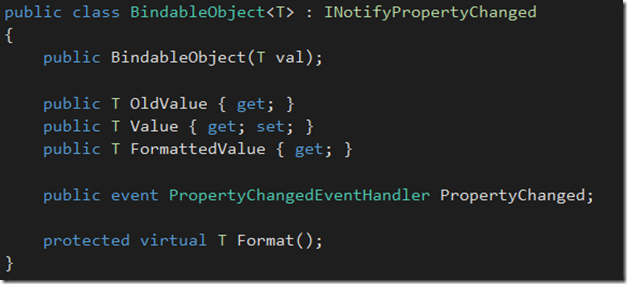 public class BindableObject<T> : INotifyPropertyChanged
{
    public BindableObject(T val);
    public T OldValue { get; }
    public T Value { get; set; }
    public T FormattedValue { get; }
    public event PropertyChangedEventHandler PropertyChanged;
    protected virtual T Format();
}